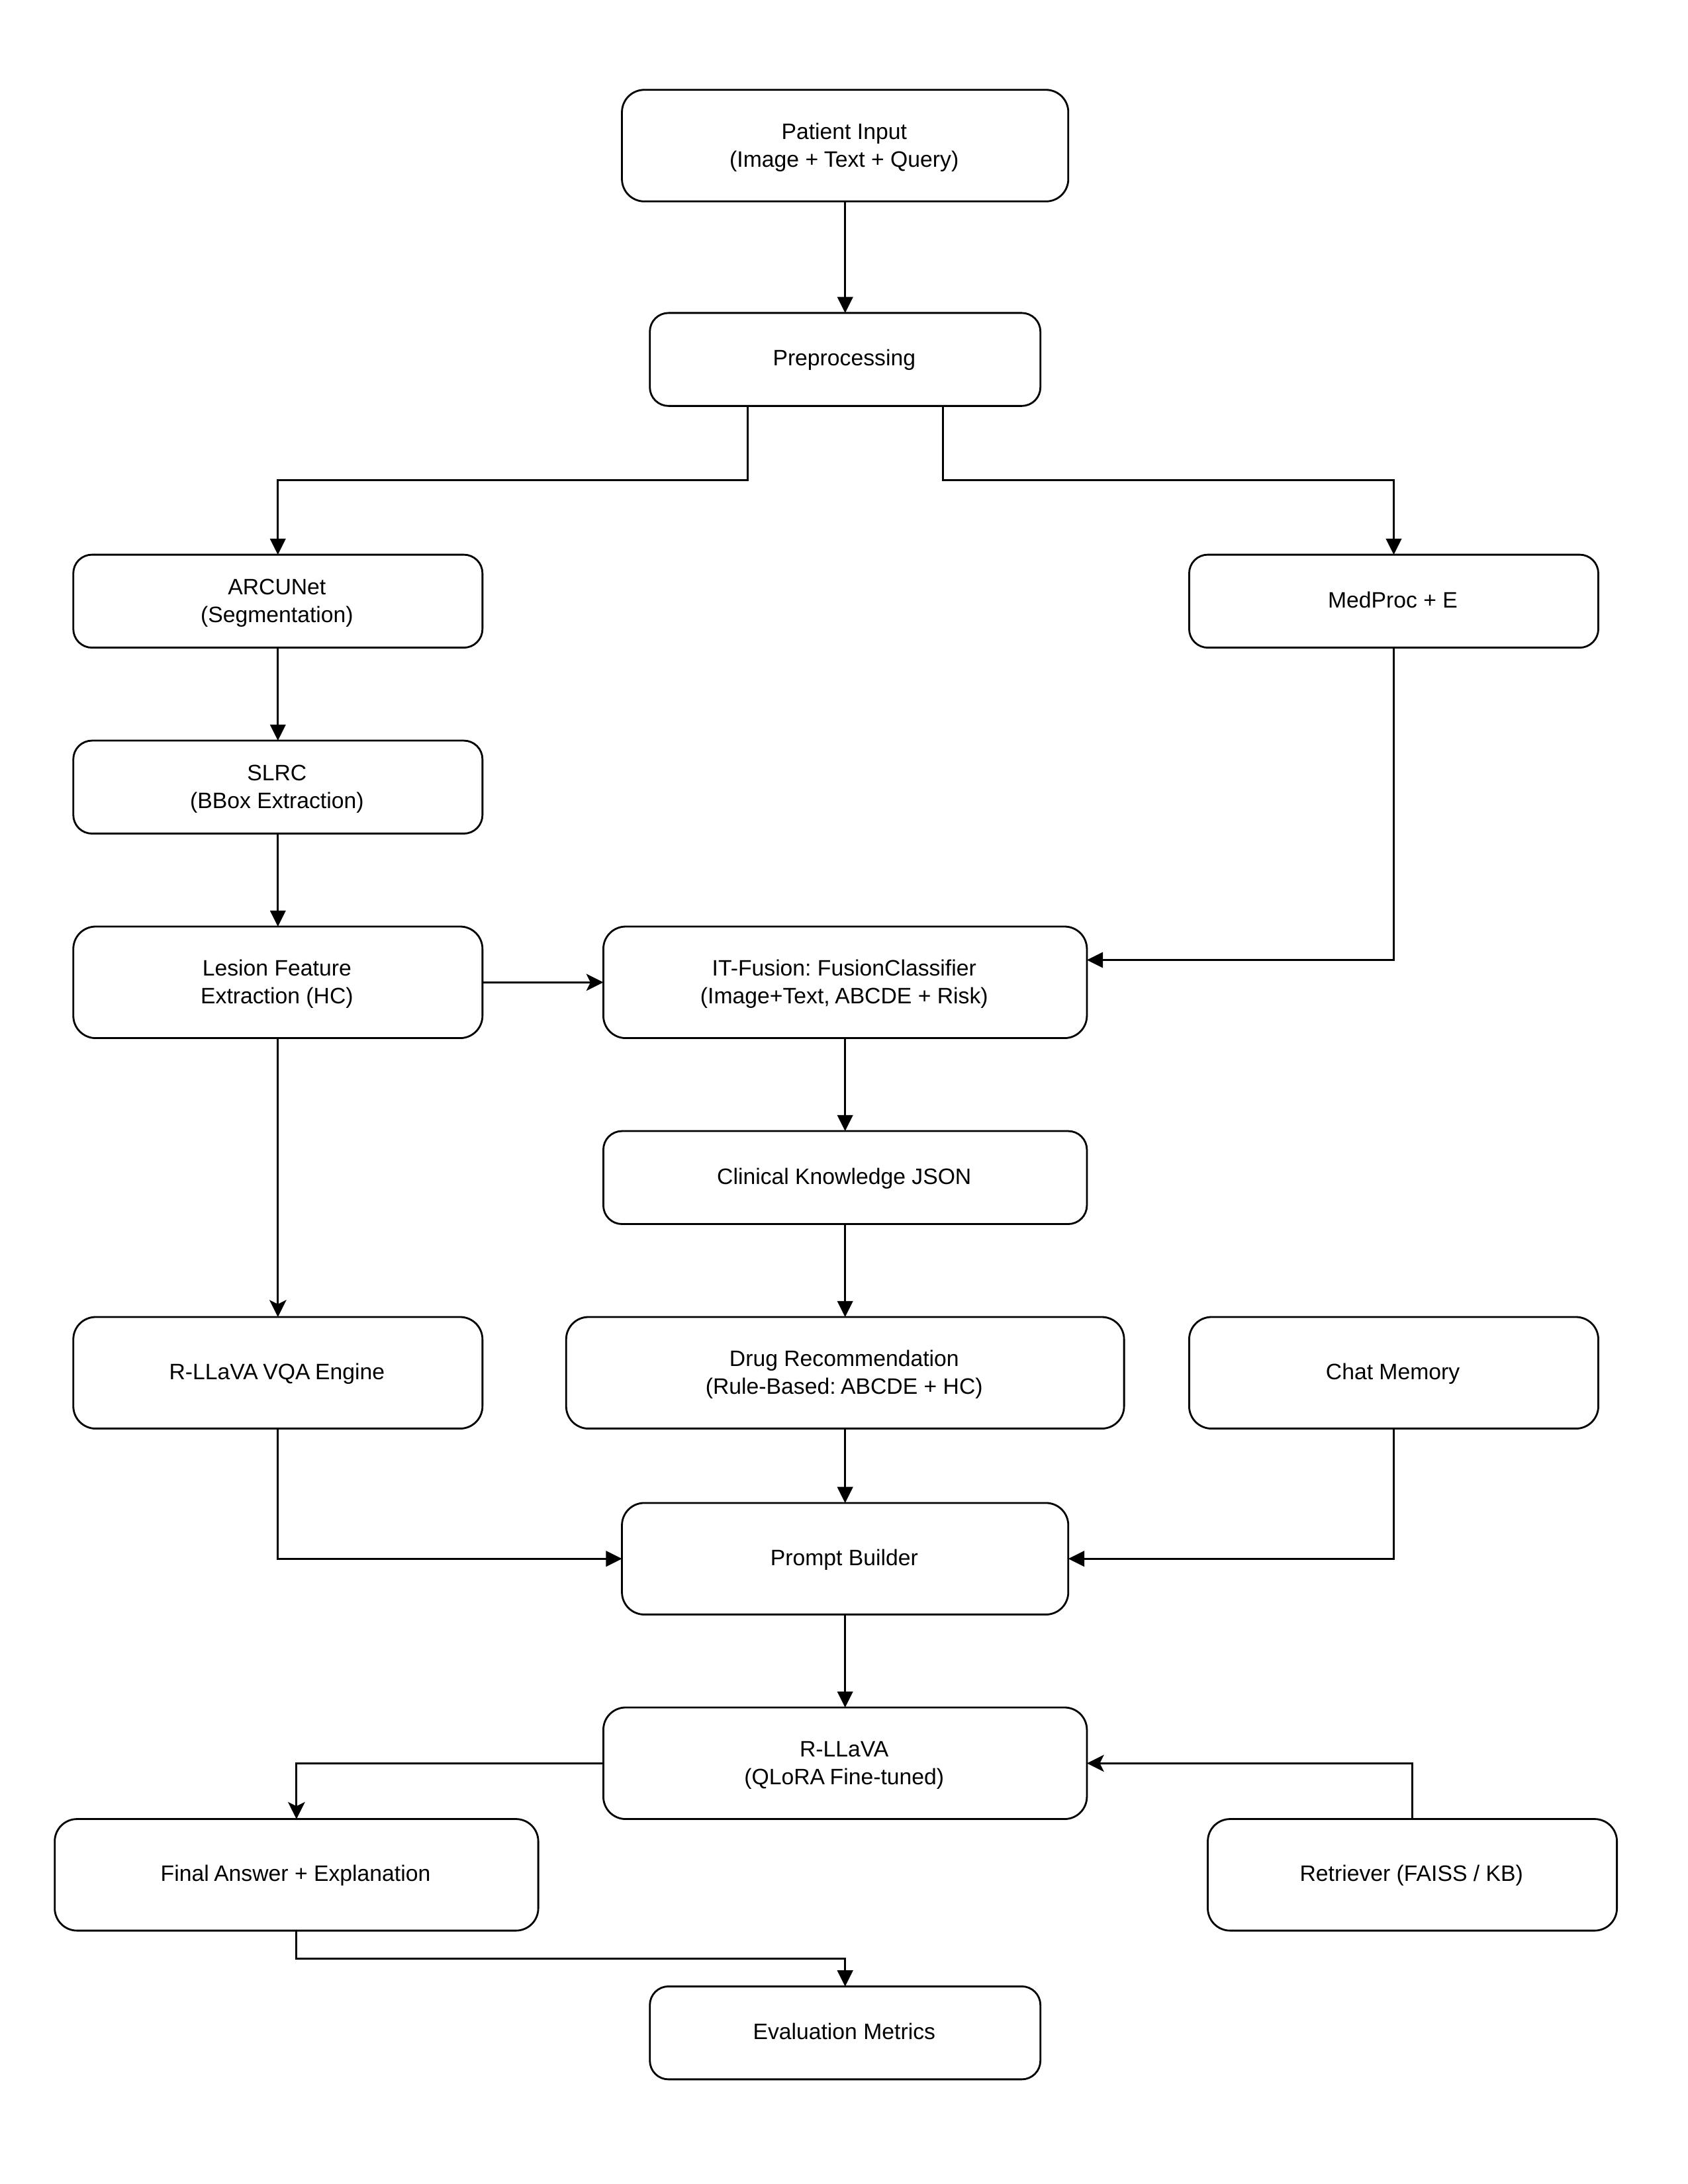 Patient Input
(Image + Text + Query)
Preprocessing
ARCUNet
(Segmentation)
MedProc + E
SLRC
(BBox Extraction)
Lesion Feature
Extraction (HC)
IT-Fusion: FusionClassifier
(Image+Text, ABCDE + Risk)
Clinical Knowledge JSON
R-LLaVA VQA Engine
Drug Recommendation
(Rule-Based: ABCDE + HC)
Chat Memory
Prompt Builder
R-LLaVA
(QLoRA Fine-tuned)
Final Answer + Explanation
Retriever (FAISS / KB)
Evaluation Metrics